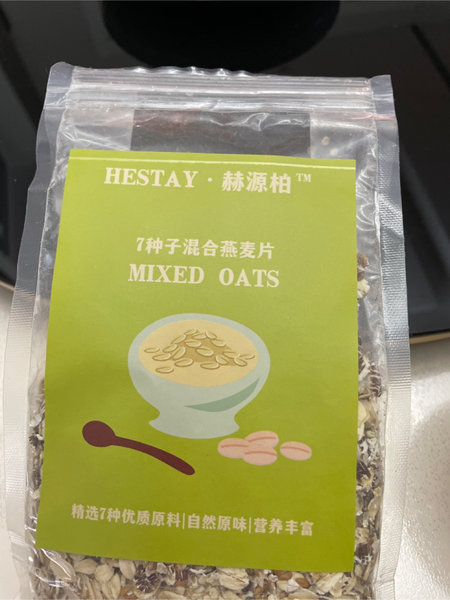 HESTAY · 赫源柏™
7种子混合燕麦片
MIXED OATS
精选7种优质原料|自然原味|营养丰富